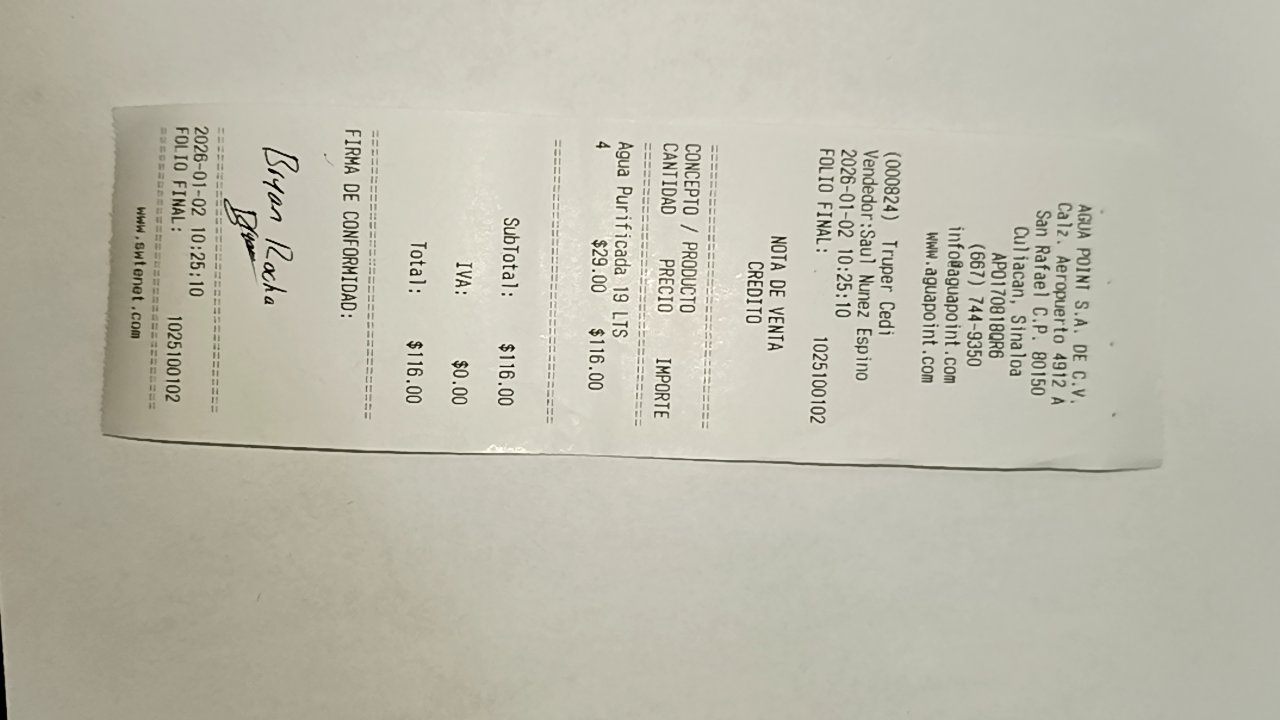 AGUA POINT S.A. DE C.V.
Calz. Aeropuerto 4912 A
San Rafael C.P. 80150
Culiacan, Sinaloa
APO170818QR6
(667) 744-9350
info@aguapoint.com
www.aguapoint.com
(000824) Truper Cedi
Vendedor:Saul Nunez Espino
2026-01-02 10:25:10
FOLIO FINAL: 1025100102
NOTA DE VENTA
CREDITO
==============================
CONCEPTO / PRODUCTO
CANTIDAD PRECIO IMPORTE
==============================
Agua Purificada 19 LTS
4 $29.00 $116.00
==============================
SubTotal: $116.00
IVA: $0.00
Total: $116.00
==============================
FIRMA DE CONFORMIDAD:
Bryan Rocha
==============================
2026-01-02 10:25:10
FOLIO FINAL: 1025100102
==============================
www.swtenet.com